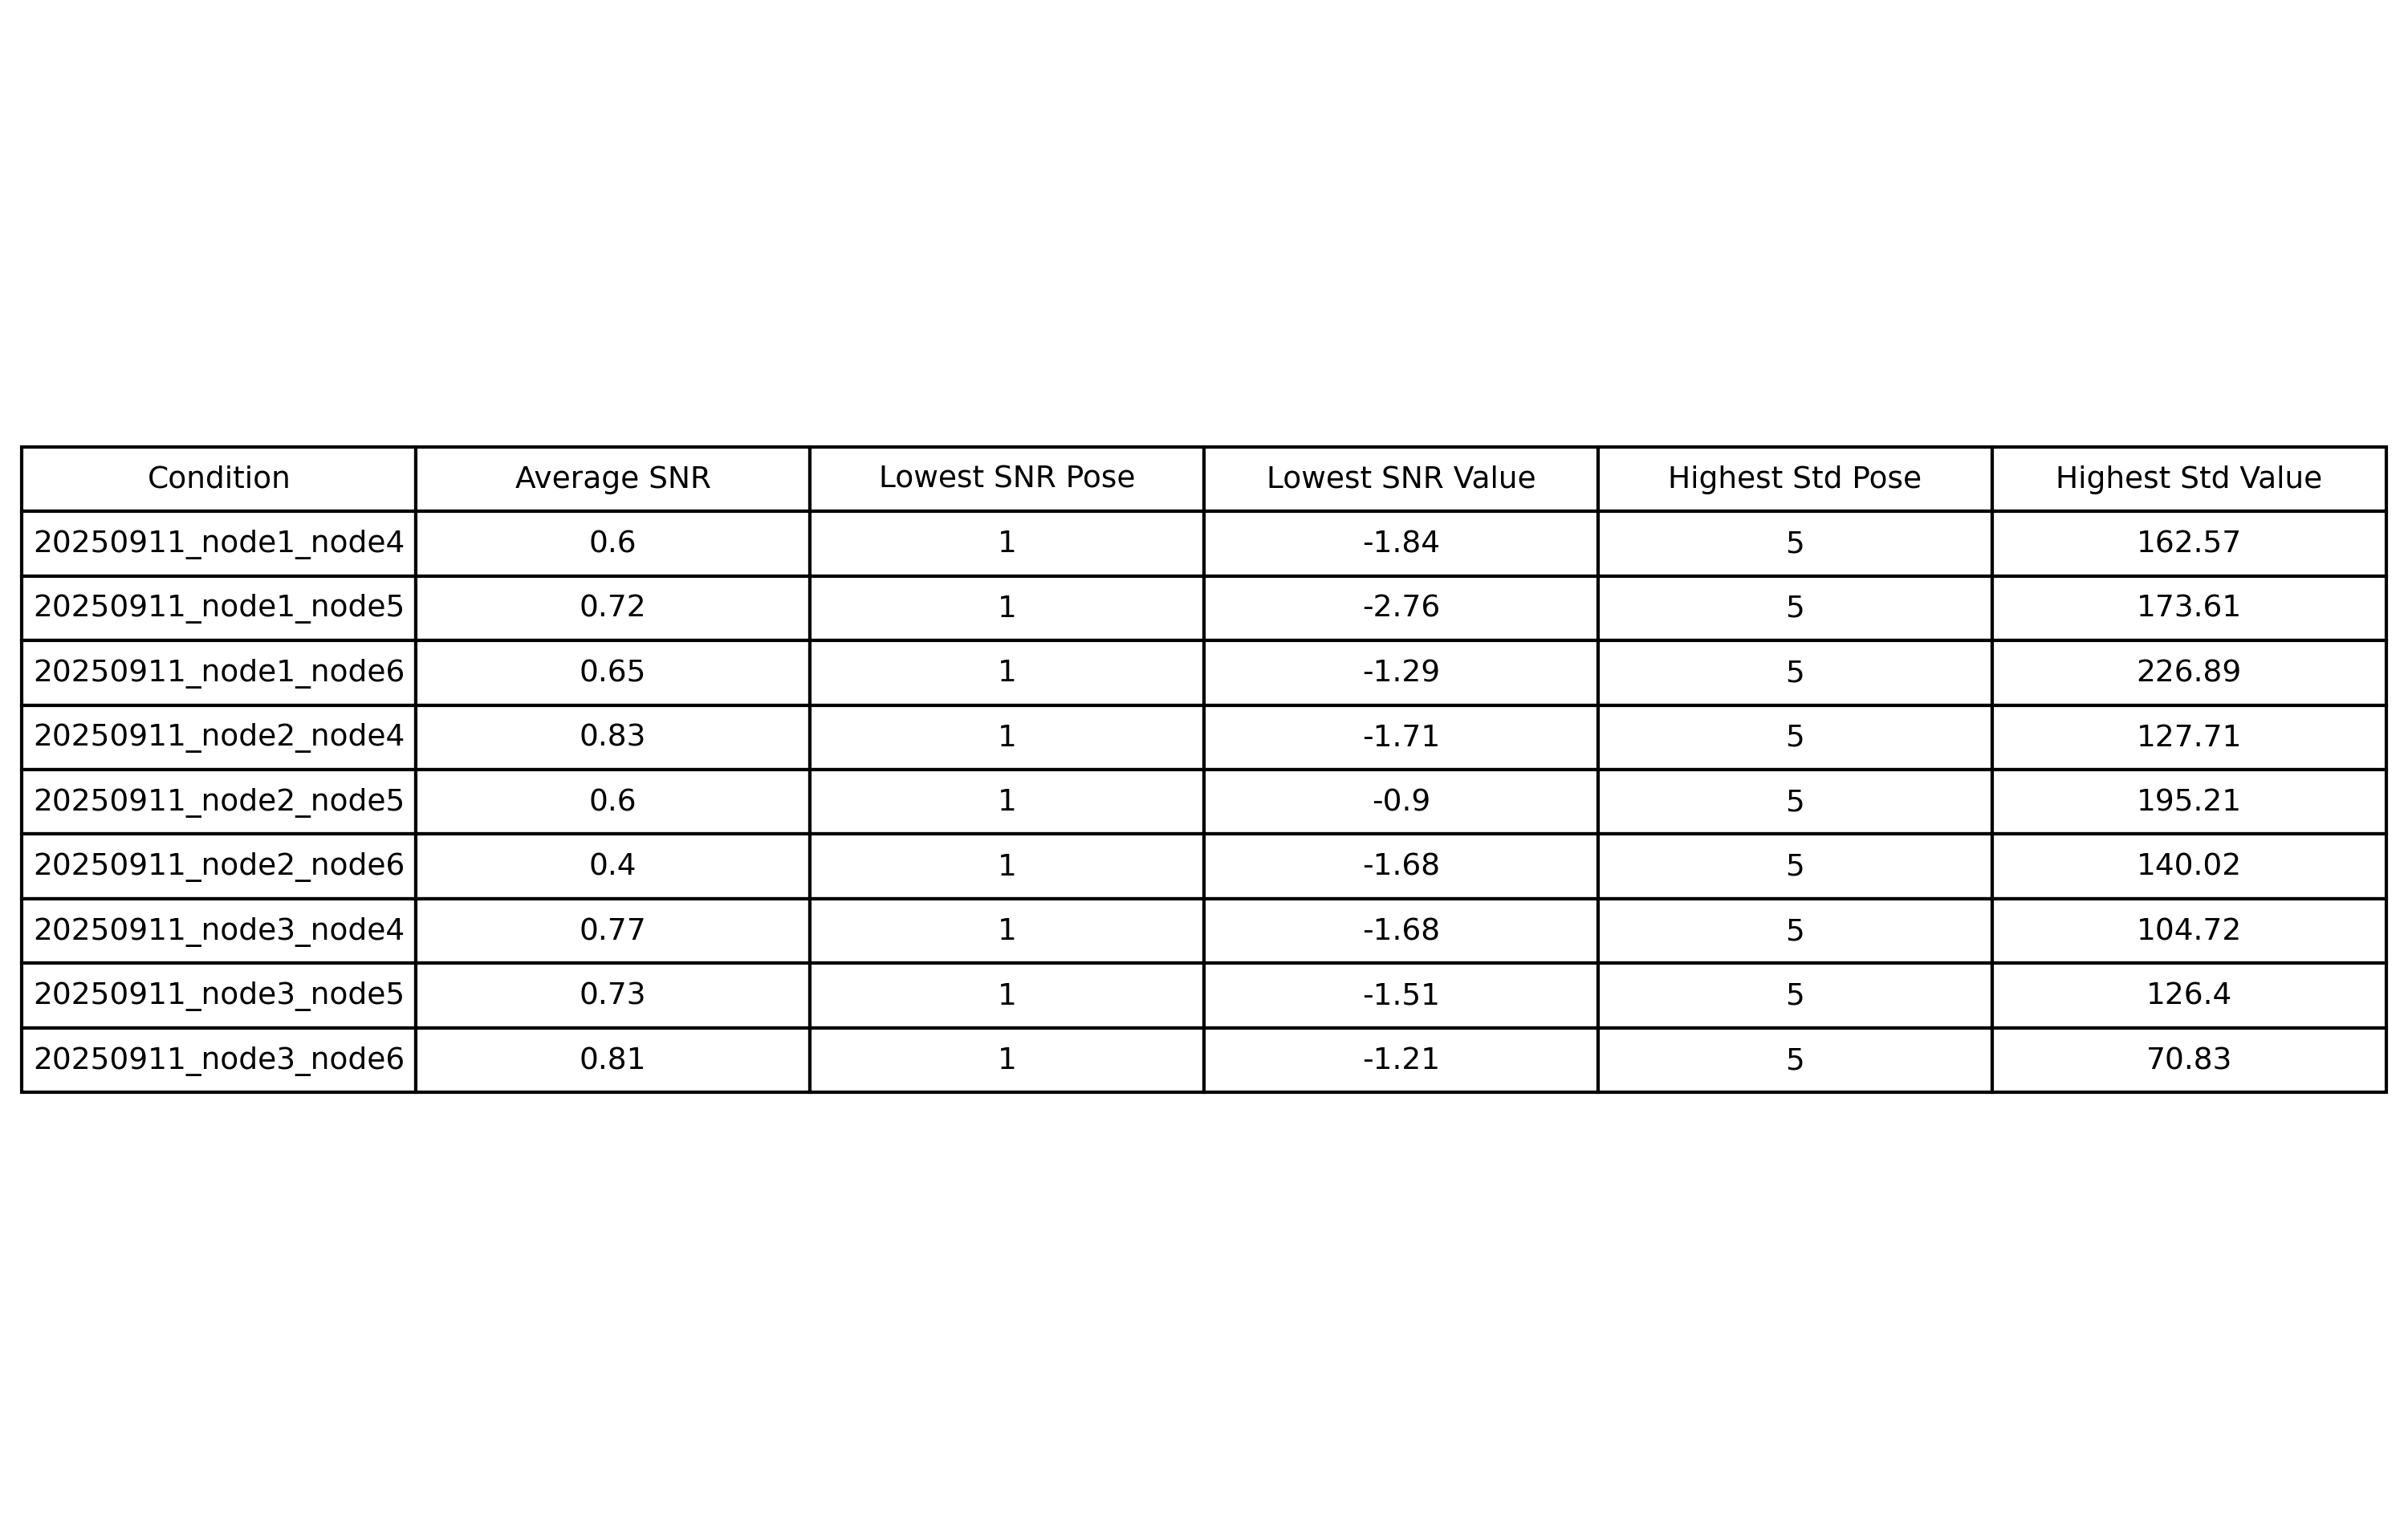 Condition Average SNR Lowest SNR Pose Lowest SNR Value Highest Std Pose Highest Std Value
20250911_node1_node4 0.6 1 -1.84 5 162.57
20250911_node1_node5 0.72 1 -2.76 5 173.61
20250911_node1_node6 0.65 1 -1.29 5 226.89
20250911_node2_node4 0.83 1 -1.71 5 127.71
20250911_node2_node5 0.6 1 -0.9 5 195.21
20250911_node2_node6 0.4 1 -1.68 5 140.02
20250911_node3_node4 0.77 1 -1.68 5 104.72
20250911_node3_node5 0.73 1 -1.51 5 126.4
20250911_node3_node6 0.81 1 -1.21 5 70.83